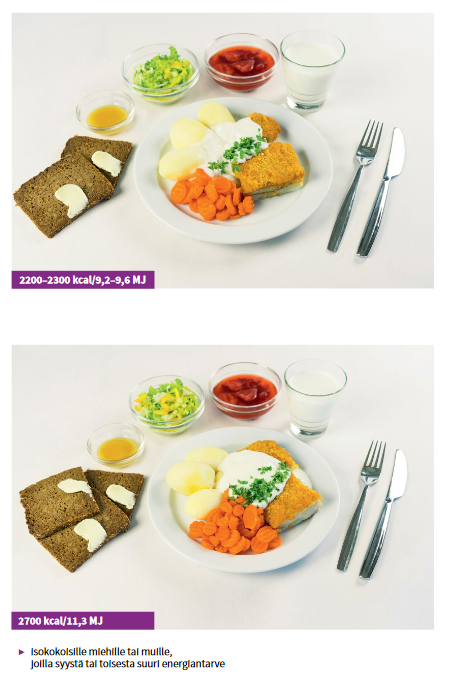 2200–2300 kcal/9,2–9,6 MJ
2700 kcal/11,3 MJ
► Isokokoisille miehille tai muille,
joilla syystä tai toisesta suuri energiantarve